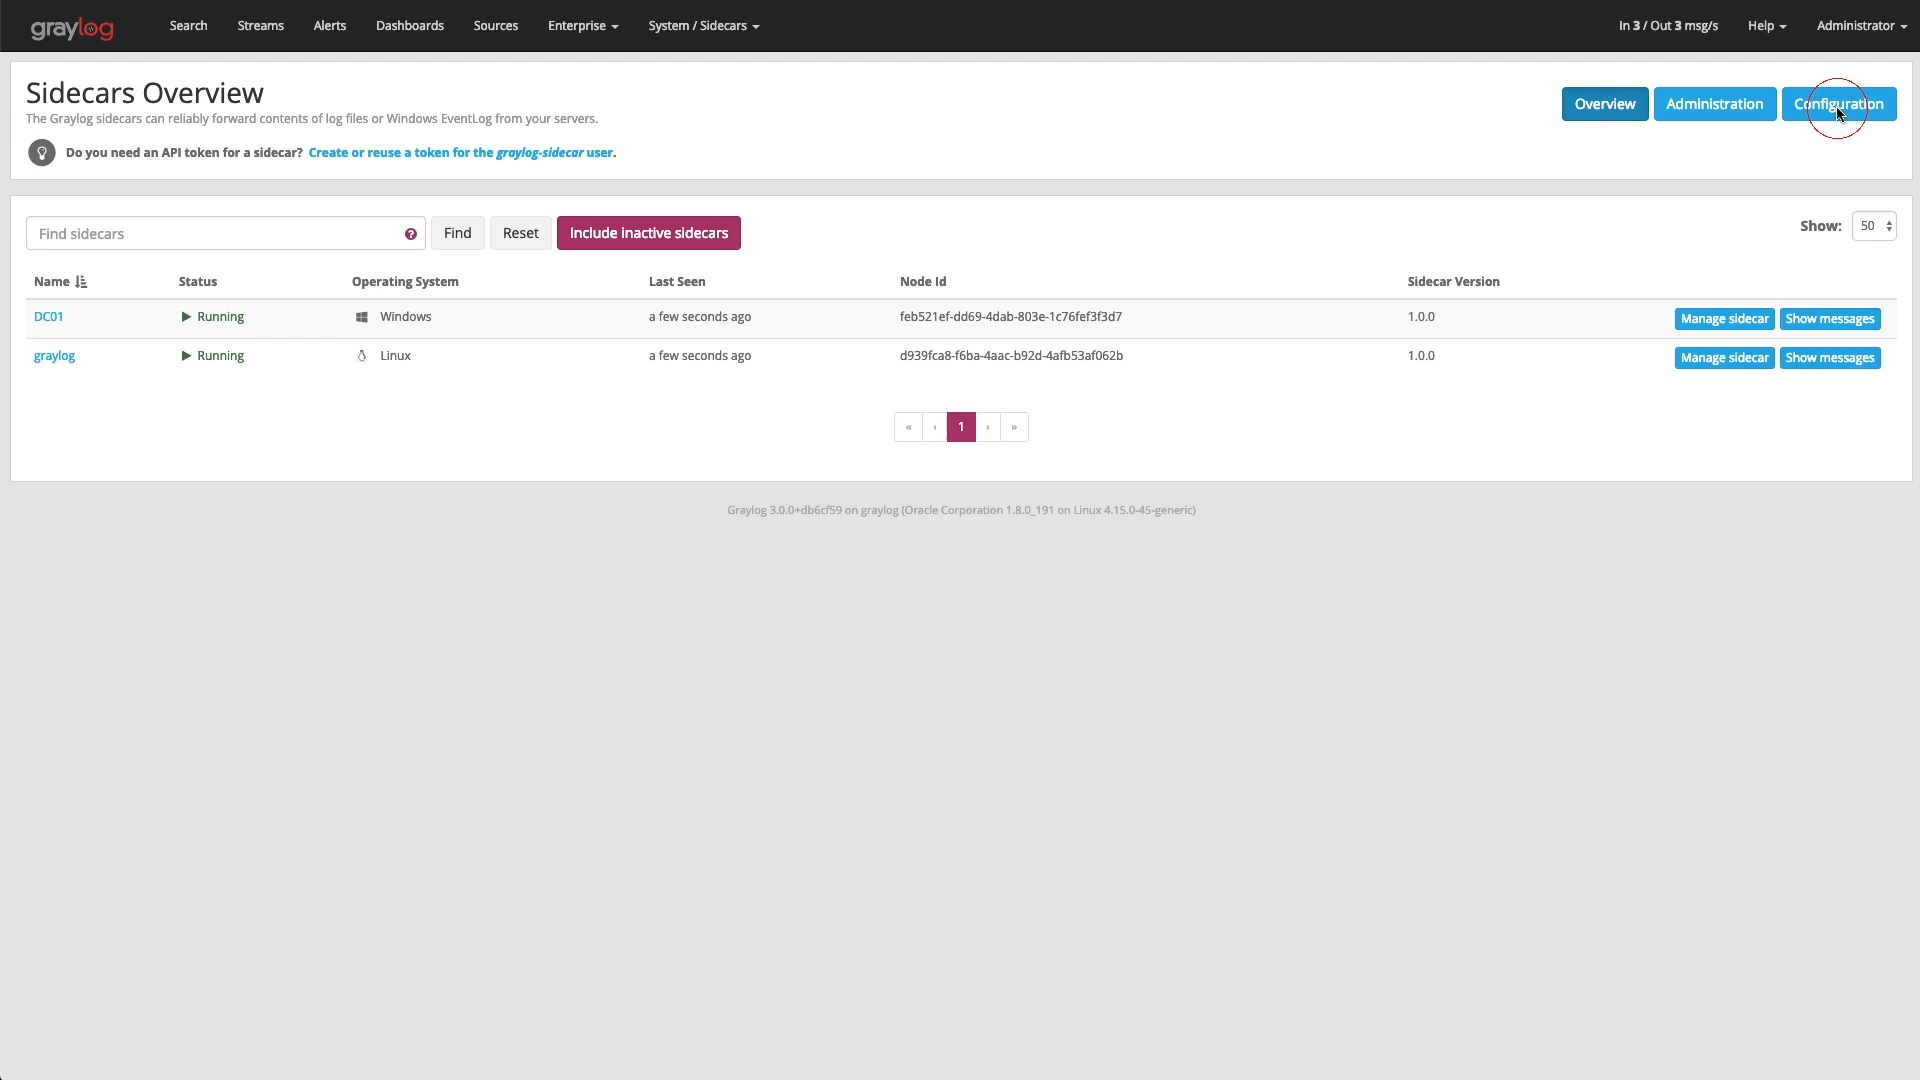 graylog Search Streams Alerts Dashboards Sources Enterprise System / Sidecars In 3 / Out 3 msg/s Help Administrator
Sidecars Overview
The Graylog sidecars can reliably forward contents of log files or Windows EventLog from your servers.
Overview Administration Configuration
Do you need an API token for a sidecar? Create or reuse a token for the graylog-sidecar user.
Find sidecars ? Find Reset Include inactive sidecars Show: 50
Name Status Operating System Last Seen Node Id Sidecar Version
DC01 Running Windows a few seconds ago feb521ef-dd69-4dab-803e-1c76fef3f3d7 1.0.0 Manage sidecar Show messages
graylog Running Linux a few seconds ago d939fca8-f6ba-4aac-b92d-4afb53af062b 1.0.0 Manage sidecar Show messages
« ‹ 1 › »
Graylog 3.0.0+db6cf59 on graylog (Oracle Corporation 1.8.0_191 on Linux 4.15.0-45-generic)